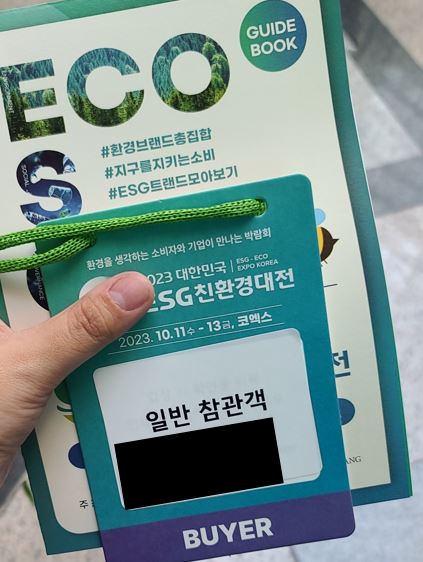 GUIDE
BOOK
ECO
S
SOCIAL
#환경브랜드총집합
#지구를지키는소비
#ESG트랜드모아보기
환경을 생각하는 소비자와 기업이 만나는 박람회
2023 대한민국
ESG · ECO
EXPO KOREA
ESG친환경대전
2023. 10.11수 - 13금, 코엑스
일반 참관객
BUYER
전